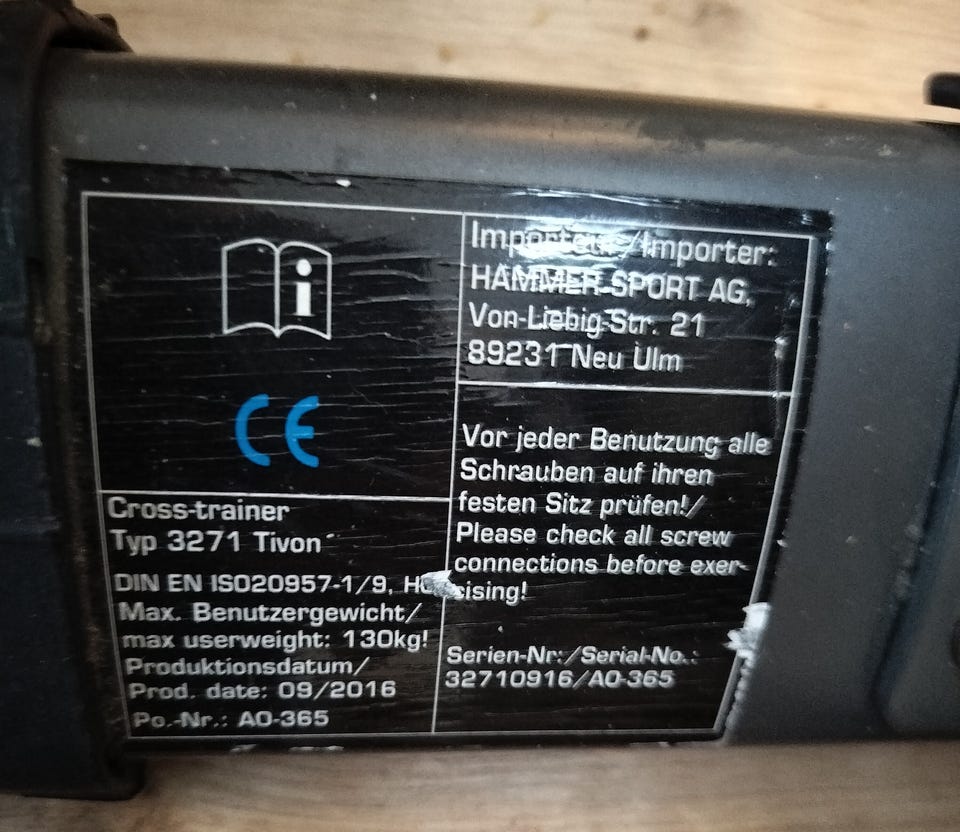 i
CE
Cross-trainer
Typ 3271 Tivon
DIN EN ISO20957-1/9,
Max. Benutzergewicht/
max userweight: 130kg!
Produktionsdatum/
Prod. date: 09/2016
Po.-Nr.: AO-365
Importeur/Importer:
HAMMER SPORT AG,
Von-Liebig-Str. 21
89231 Neu Ulm
Vor jeder Benutzung alle
Schrauben auf ihren
festen Sitz prüfen!/
Please check all screw
connections before exer-
cising!
Serien-Nr:/Serial-No.:
32710916/AO-365